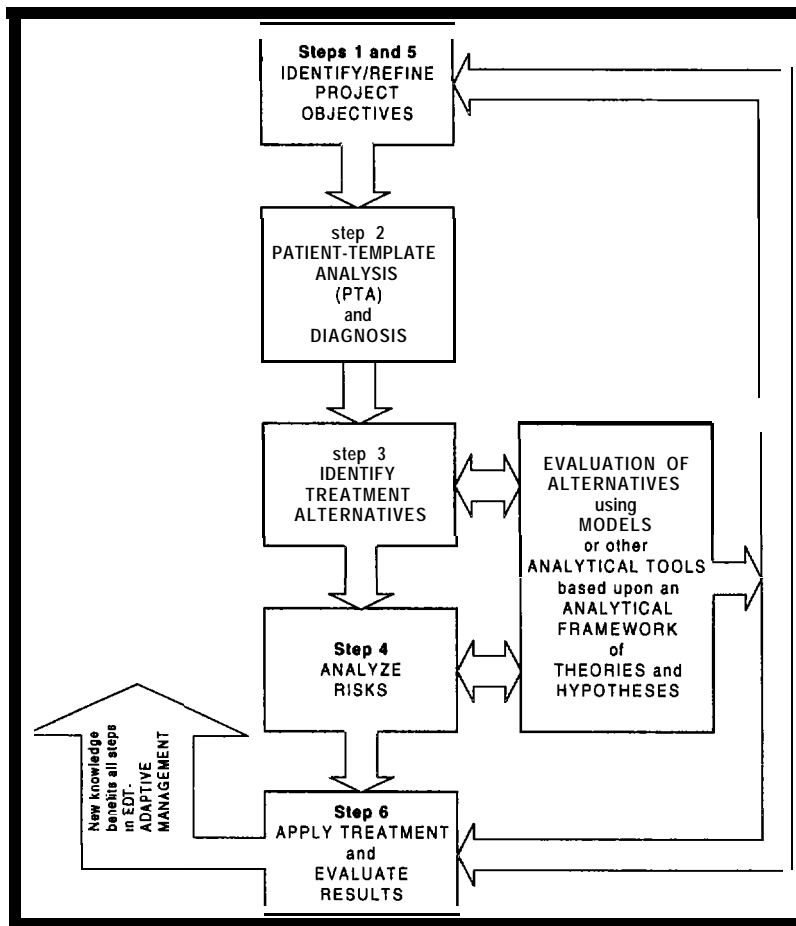 Steps 1 and 5
IDENTIFY/REFINE
PROJECT
OBJECTIVES
step 2
PATIENT-TEMPLATE
ANALYSIS
(PTA)
and
DIAGNOSIS
step 3
IDENTIFY
TREATMENT
ALTERNATIVES
EVALUATION OF
ALTERNATIVES
using
MODELS
or other
ANALYTICAL TOOLS
based upon an
ANALYTICAL
FRAMEWORK
of
THEORIES and
HYPOTHESES
Step 4
ANALYZE
RISKS
New knowledge
benefits all steps
in EDT-
ADAPTIVE
MANAGEMENT
Step 6
APPLY TREATMENT
and
EVALUATE
RESULTS